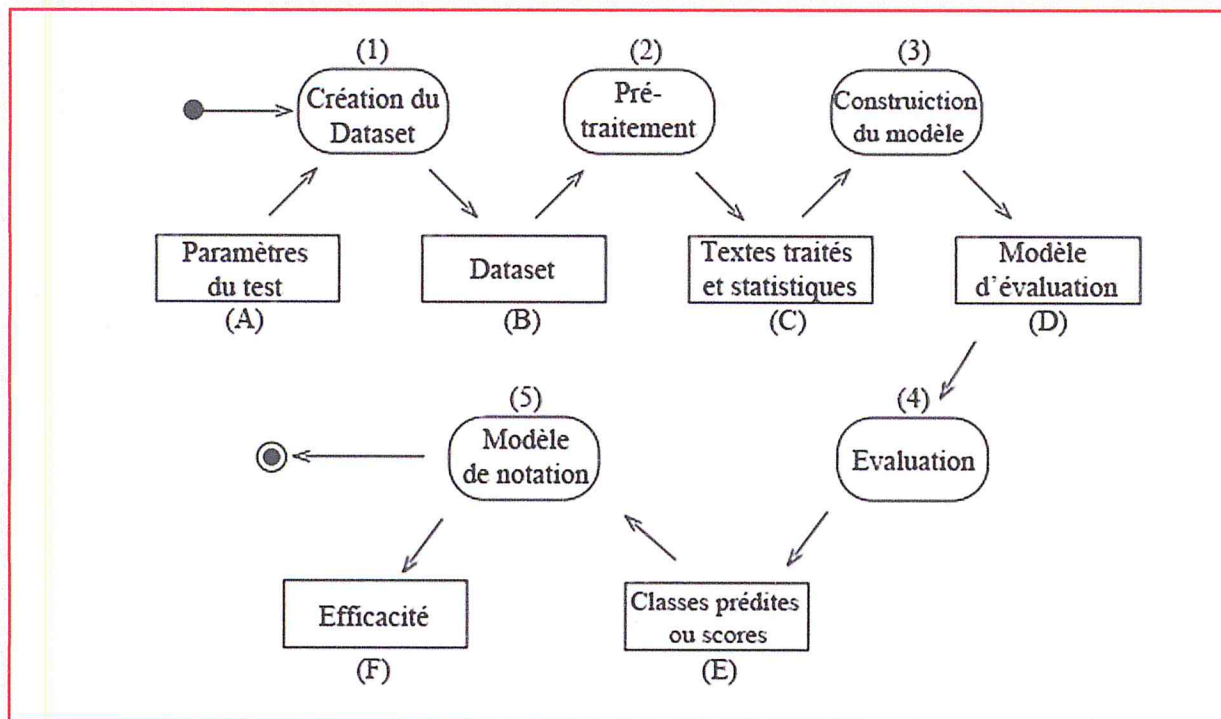 (1)
Création du
Dataset
(2)
Pré-
traitement
(3)
Construiction
du modèle
Paramètres
du test
(A)
Dataset
(B)
Textes traités
et statistiques
(C)
Modèle
d'évaluation
(D)
(5)
Modèle
de notation
(4)
Evaluation
Efficacité
(F)
Classes prédites
ou scores
(E)